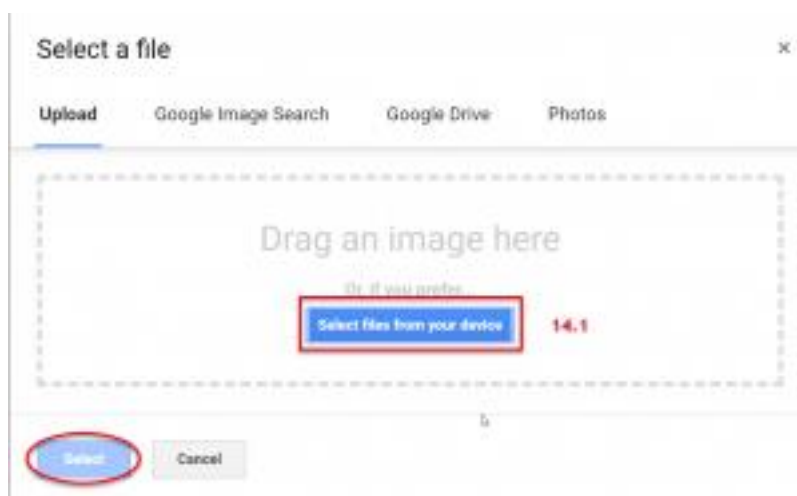 Select a file ×
Upload Google Image Search Google Drive Photos
Drag an image here
Or, if you prefer...
Select files from your device 14.1
Select Cancel